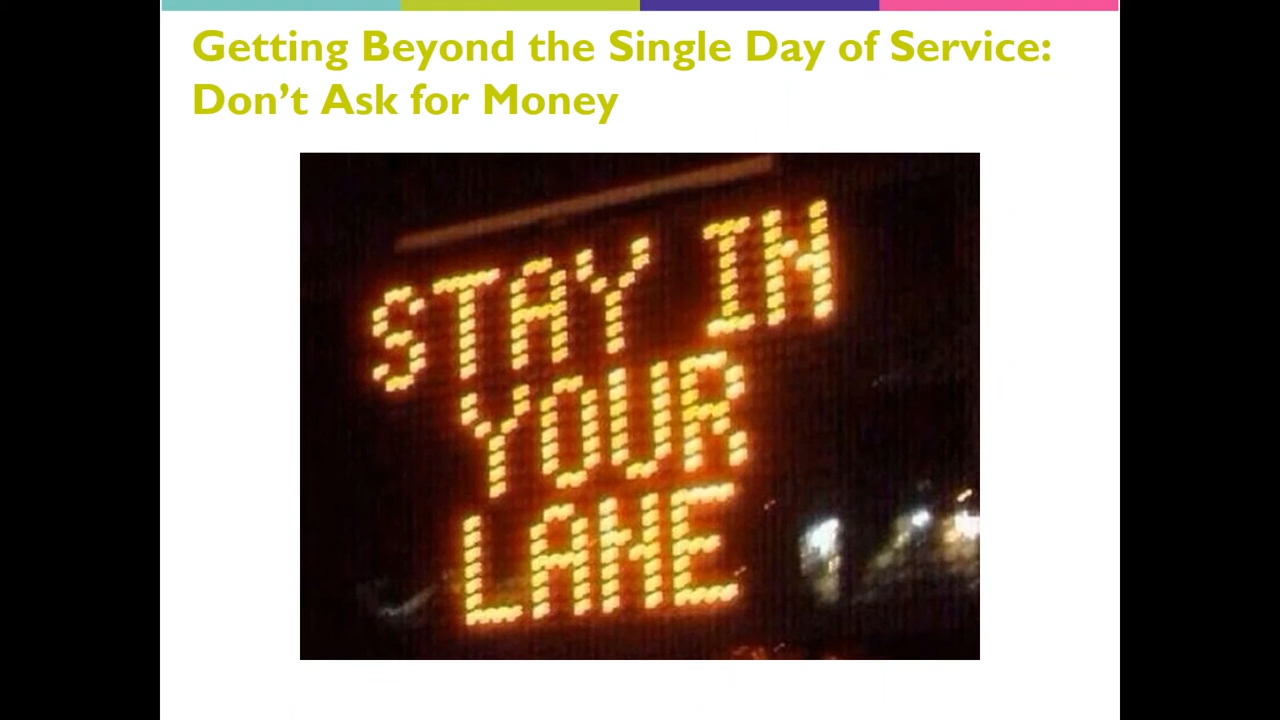 Getting Beyond the Single Day of Service:
Don’t Ask for Money
STAY IN
YOUR
LANE